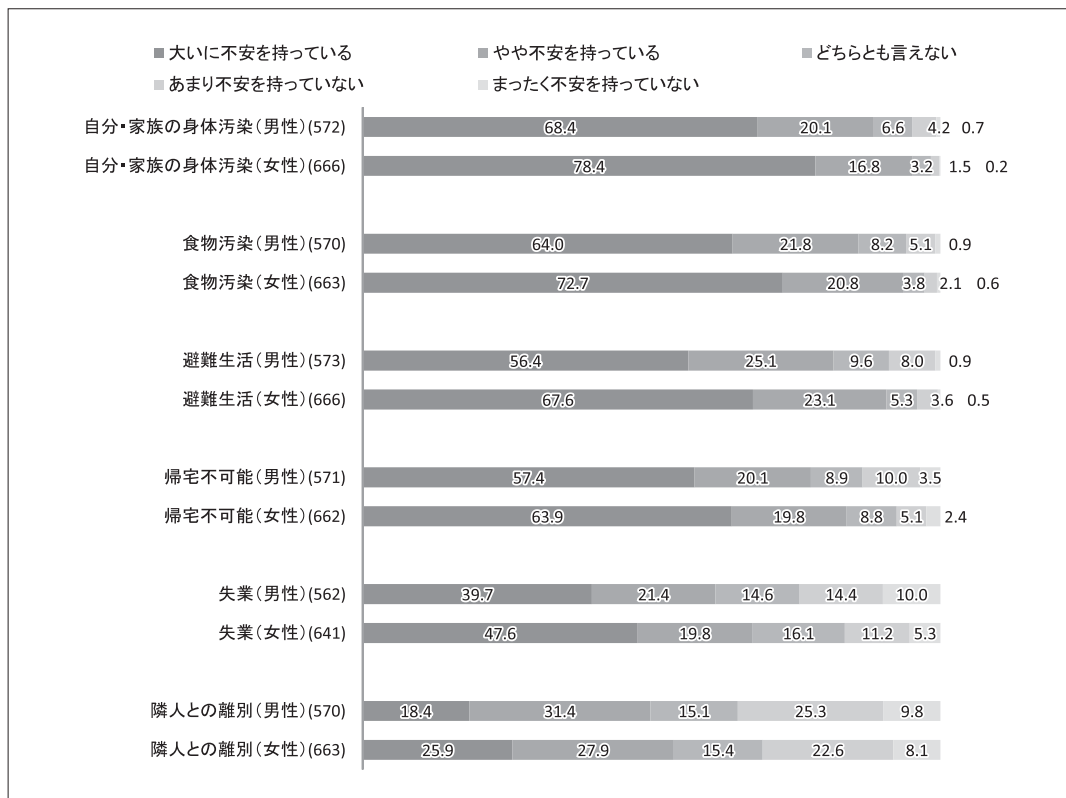 ■ 大いに不安を持っている ■ やや不安を持っている ■ どちらとも言えない
■ あまり不安を持っていない ■ まったく不安を持っていない
自分・家族の身体汚染(男性)(572) 68.4 20.1 6.6 4.2 0.7
自分・家族の身体汚染(女性)(666) 78.4 16.8 3.2 1.5 0.2
食物汚染(男性)(570) 64.0 21.8 8.2 5.1 0.9
食物汚染(女性)(663) 72.7 20.8 3.8 2.1 0.6
避難生活(男性)(573) 56.4 25.1 9.6 8.0 0.9
避難生活(女性)(666) 67.6 23.1 5.3 3.6 0.5
帰宅不可能(男性)(571) 57.4 20.1 8.9 10.0 3.5
帰宅不可能(女性)(662) 63.9 19.8 8.8 5.1 2.4
失業(男性)(562) 39.7 21.4 14.6 14.4 10.0
失業(女性)(641) 47.6 19.8 16.1 11.2 5.3
隣人との離別(男性)(570) 18.4 31.4 15.1 25.3 9.8
隣人との離別(女性)(663) 25.9 27.9 15.4 22.6 8.1